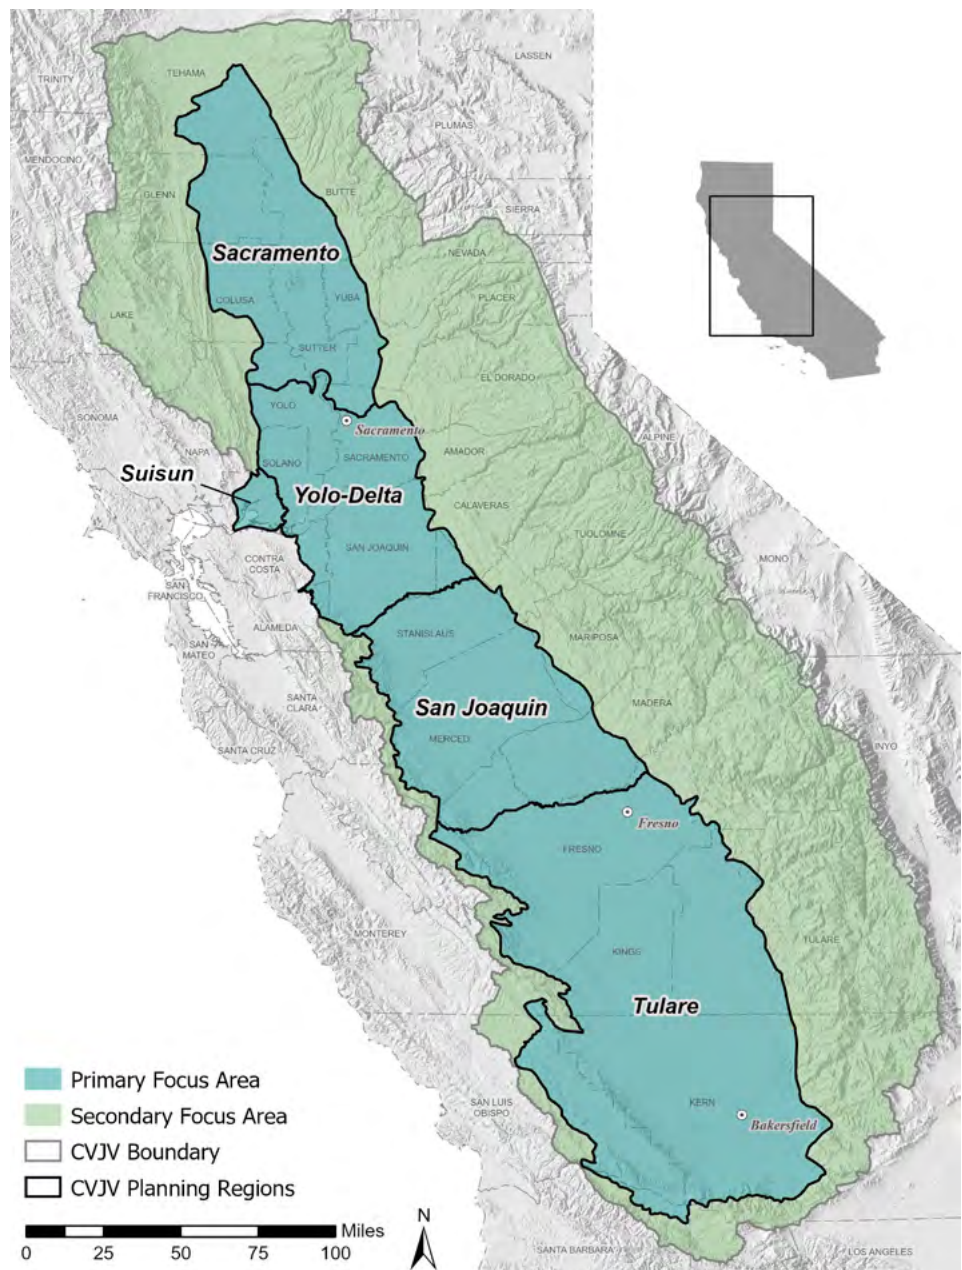 LASSEN
TRINITY
TEHAMA
PLUMAS
MENDOCINO
GLENN
BUTTE
SIERRA
Sacramento
NEVADA
COLUSA
YUBA
PLACER
LAKE
SUTTER
EL DORADO
YOLO
SONOMA
Sacramento
ALPINE
NAPA
AMADOR
SOLANO
SACRAMENTO
Suisun
Yolo-Delta
CALAVERAS
TUOLOMNE
SAN JOAQUIN
CONTRA
COSTA
MONO
SAN
FRANCISCO
ALAMEDA
STANISLAUS
MARIPOSA
SAN
MATEO
SANTA
CLARA
MADERA
San Joaquin
MERCED
SANTA CRUZ
INYO
Fresno
FRESNO
MONTEREY
TULARE
KINGS
Tulare
Primary Focus Area
Secondary Focus Area
CVJV Boundary
CVJV Planning Regions
SAN LUIS
OBISPO
KERN
Bakersfield
Miles
0 25 50 75 100
N
SANTA BARBARA
LOS ANGELES